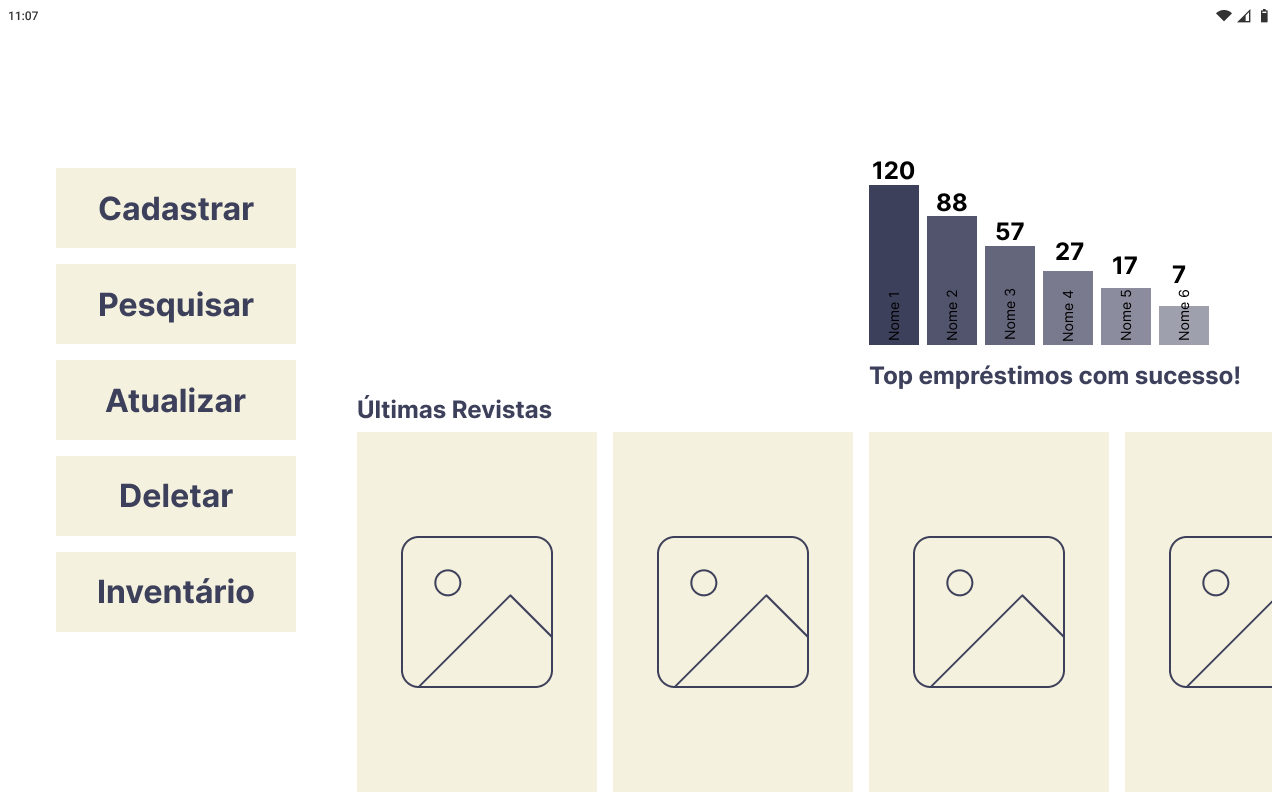 11:07
Cadastrar
Pesquisar
Atualizar
Deletar
Inventário
120
88
57
27
17
7
Nome 1
Nome 2
Nome 3
Nome 4
Nome 5
Nome 6
Top empréstimos com sucesso!
Últimas Revistas